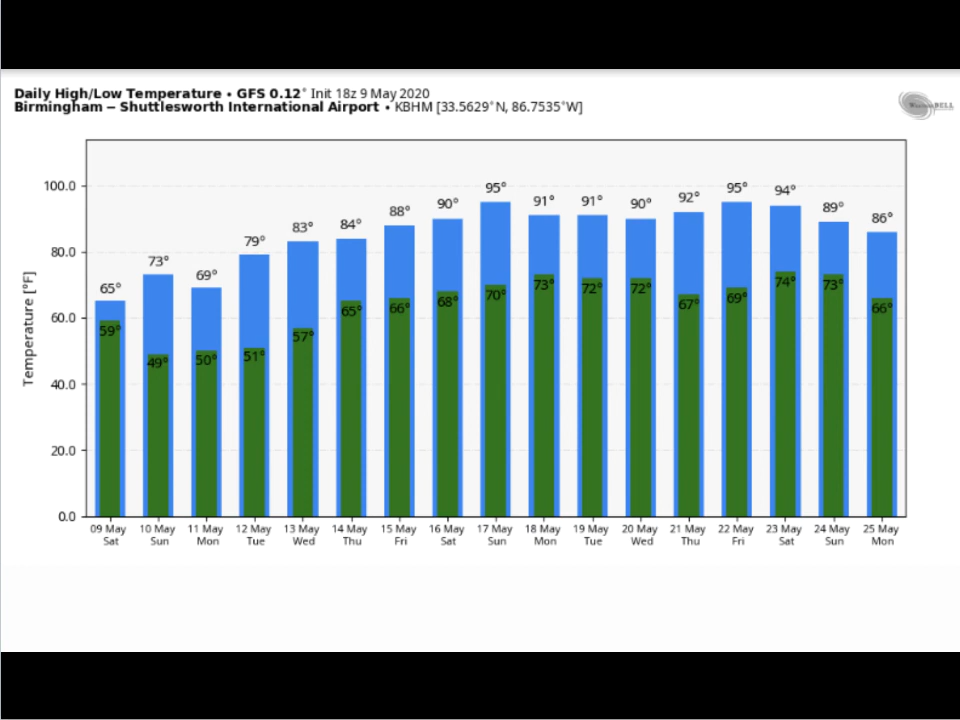 Daily High/Low Temperature • GFS 0.12° Init 18z 9 May 2020
Birmingham – Shuttlesworth International Airport • KBHM [33.5629°N, 86.7535°W]
WeatherBELL
Temperature [°F]
100.0
80.0
60.0
40.0
20.0
0.0
65° 73° 69° 79° 83° 84° 88° 90° 95° 91° 91° 90° 92° 95° 94° 89° 86°
59° 49° 50° 51° 57° 65° 66° 68° 70° 73° 72° 72° 67° 69° 74° 73° 66°
09 May 10 May 11 May 12 May 13 May 14 May 15 May 16 May 17 May 18 May 19 May 20 May 21 May 22 May 23 May 24 May 25 May
Sat Sun Mon Tue Wed Thu Fri Sat Sun Mon Tue Wed Thu Fri Sat Sun Mon